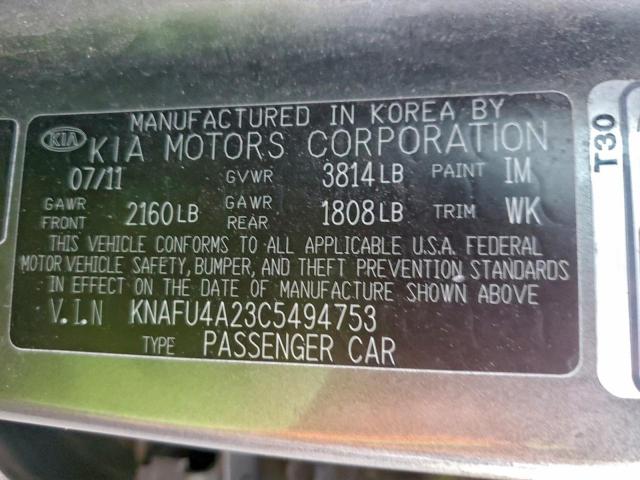 MANUFACTURED IN KOREA BY
KIA KIA MOTORS CORPORATION
07/11 GVWR 3814LB PAINT IM
GAWR FRONT 2160LB GAWR REAR 1808LB TRIM WK
THIS VEHICLE CONFORMS TO ALL APPLICABLE U.S.A. FEDERAL
MOTOR VEHICLE SAFETY, BUMPER, AND THEFT PREVENTION STANDARDS
IN EFFECT ON THE DATE OF MANUFACTURE SHOWN ABOVE
V.I.N KNAFU4A23C5494753
TYPE PASSENGER CAR
T30